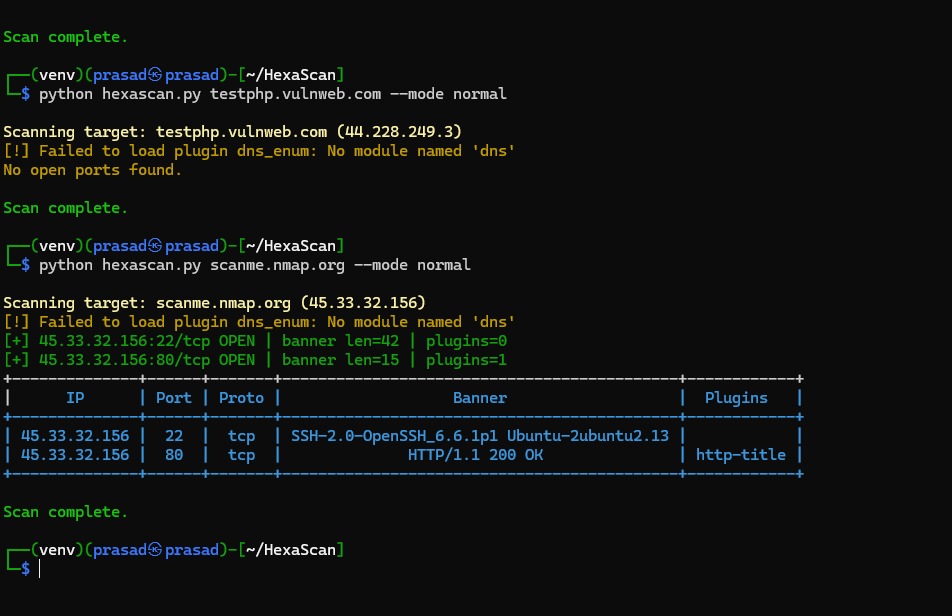 Scan complete.
┌──(venv)(prasad㉿prasad)-[~/HexaScan]
└─$ python hexascan.py testphp.vulnweb.com --mode normal
Scanning target: testphp.vulnweb.com (44.228.249.3)
[!] Failed to load plugin dns_enum: No module named 'dns'
No open ports found.
Scan complete.
┌──(venv)(prasad㉿prasad)-[~/HexaScan]
└─$ python hexascan.py scanme.nmap.org --mode normal
Scanning target: scanme.nmap.org (45.33.32.156)
[!] Failed to load plugin dns_enum: No module named 'dns'
[+] 45.33.32.156:22/tcp OPEN | banner len=42 | plugins=0
[+] 45.33.32.156:80/tcp OPEN | banner len=15 | plugins=1
+--------------+------+-------+--------------------------------------------+------------+
|      IP      | Port | Proto |                   Banner                   |  Plugins   |
+--------------+------+-------+--------------------------------------------+------------+
| 45.33.32.156 |  22  |  tcp  | SSH-2.0-OpenSSH_6.6.1p1 Ubuntu-2ubuntu2.13 |            |
| 45.33.32.156 |  80  |  tcp  |              HTTP/1.1 200 OK               | http-title |
+--------------+------+-------+--------------------------------------------+------------+
Scan complete.
┌──(venv)(prasad㉿prasad)-[~/HexaScan]
└─$